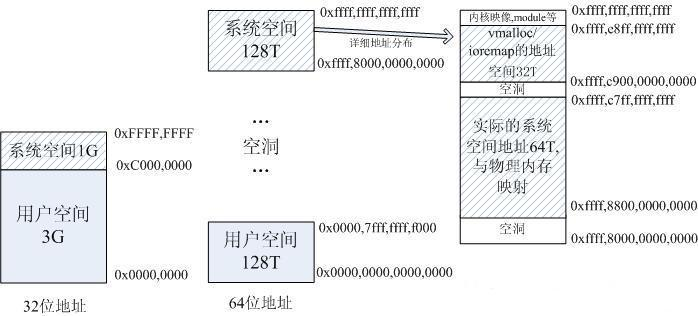 系统空间
128T
0xffff,ffff,ffff,ffff
详细地址分布
0xffff,8000,0000,0000
内核映像,module等
vmalloc/
ioremap的地址
空间32T
空洞
实际的系统
空间地址64T,
与物理内存
映射
空洞
0xffff,ffff,ffff,ffff
0xffff,e8ff,ffff,ffff
0xffff,c900,0000,0000
0xffff,c7ff,ffff,ffff
0xffff,8800,0000,0000
0xffff,8000,0000,0000
...
空洞
...
系统空间1G
用户空间
3G
0xFFFF,FFFF
0xC000,0000
0x0000,0000
32位地址
用户空间
128T
0x0000,7fff,ffff,f000
0x0000,0000,0000,0000
64位地址